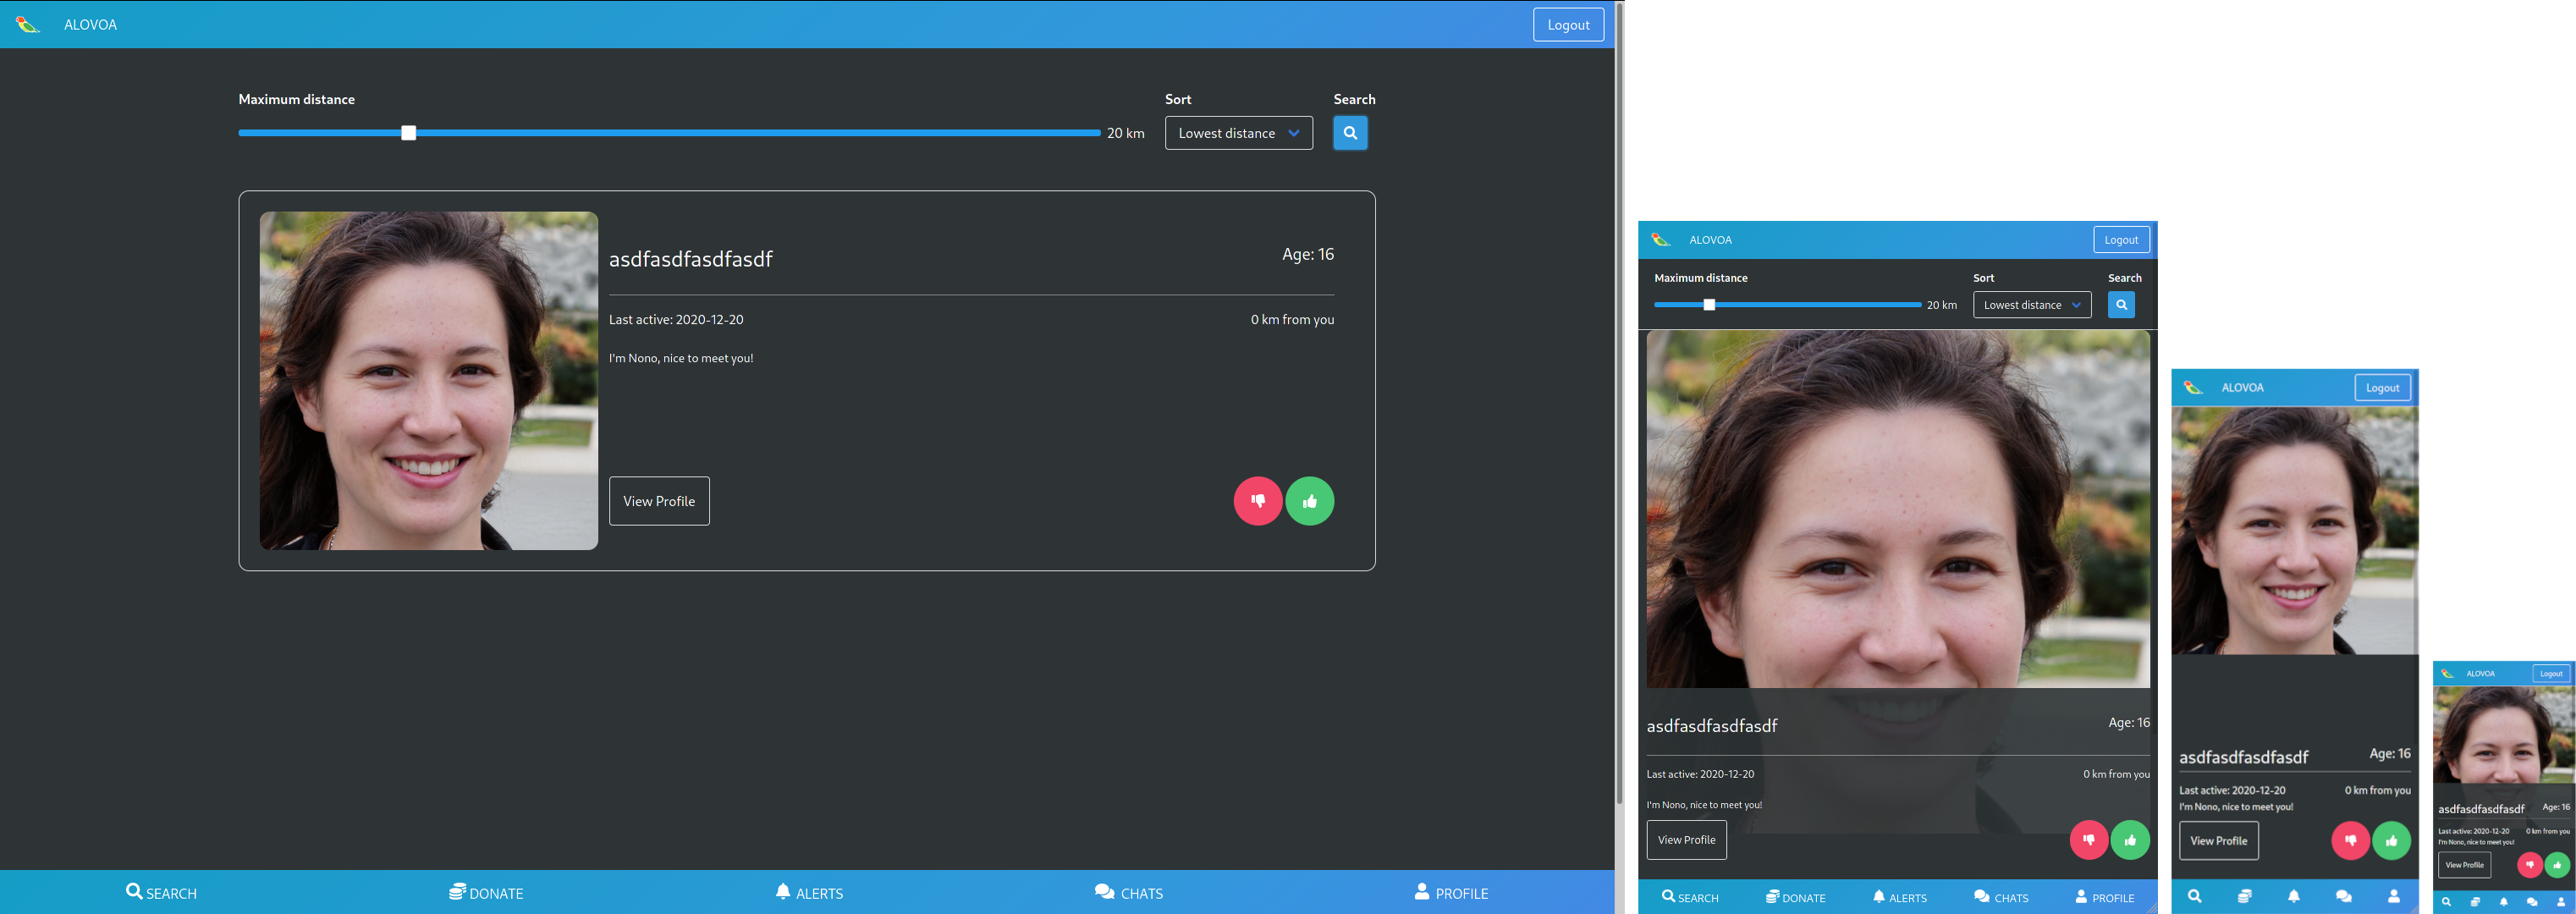 ALOVOA
Logout
Maximum distance
Sort
Search
20 km
Lowest distance
asdfasdfasdfasdf
Age: 16
Last active: 2020-12-20
0 km from you
I'm Nono, nice to meet you!
View Profile
SEARCH
DONATE
ALERTS
CHATS
PROFILE
ALOVOA
Logout
Maximum distance
Sort
Search
20 km
Lowest distance
asdfasdfasdfasdf
Age: 16
Last active: 2020-12-20
0 km from you
I'm Nono, nice to meet you!
View Profile
SEARCH
DONATE
ALERTS
CHATS
PROFILE
ALOVOA
Logout
asdfasdfasdfasdf
Age: 16
Last active: 2020-12-20
0 km from you
I'm Nono, nice to meet you!
View Profile
ALOVOA
Logout
asdfasdfasdfasdf
Age: 16
Last active: 2020-12-20
0 km from you
I'm Nono, nice to meet you!
View Profile